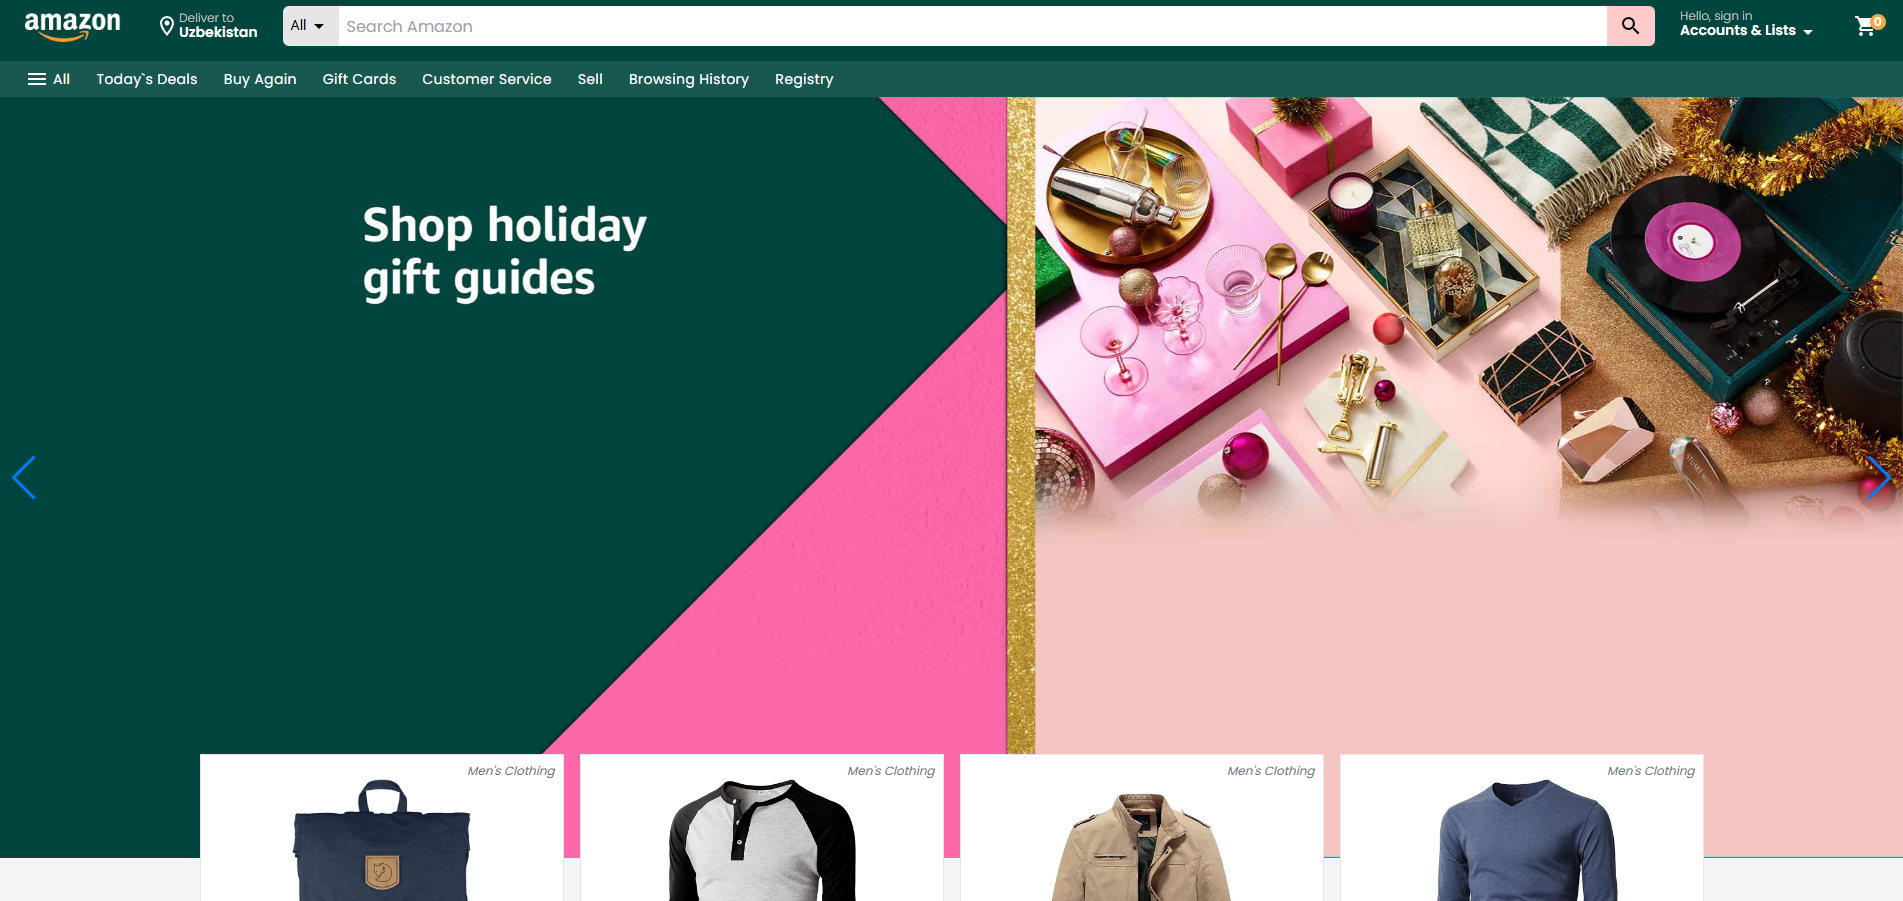 amazon
Deliver to
Uzbekistan
All
Search Amazon
Hello, sign in
Accounts & Lists
0
All
Today`s Deals
Buy Again
Gift Cards
Customer Service
Sell
Browsing History
Registry
Shop holiday
gift guides
Men's Clothing
Men's Clothing
Men's Clothing
Men's Clothing